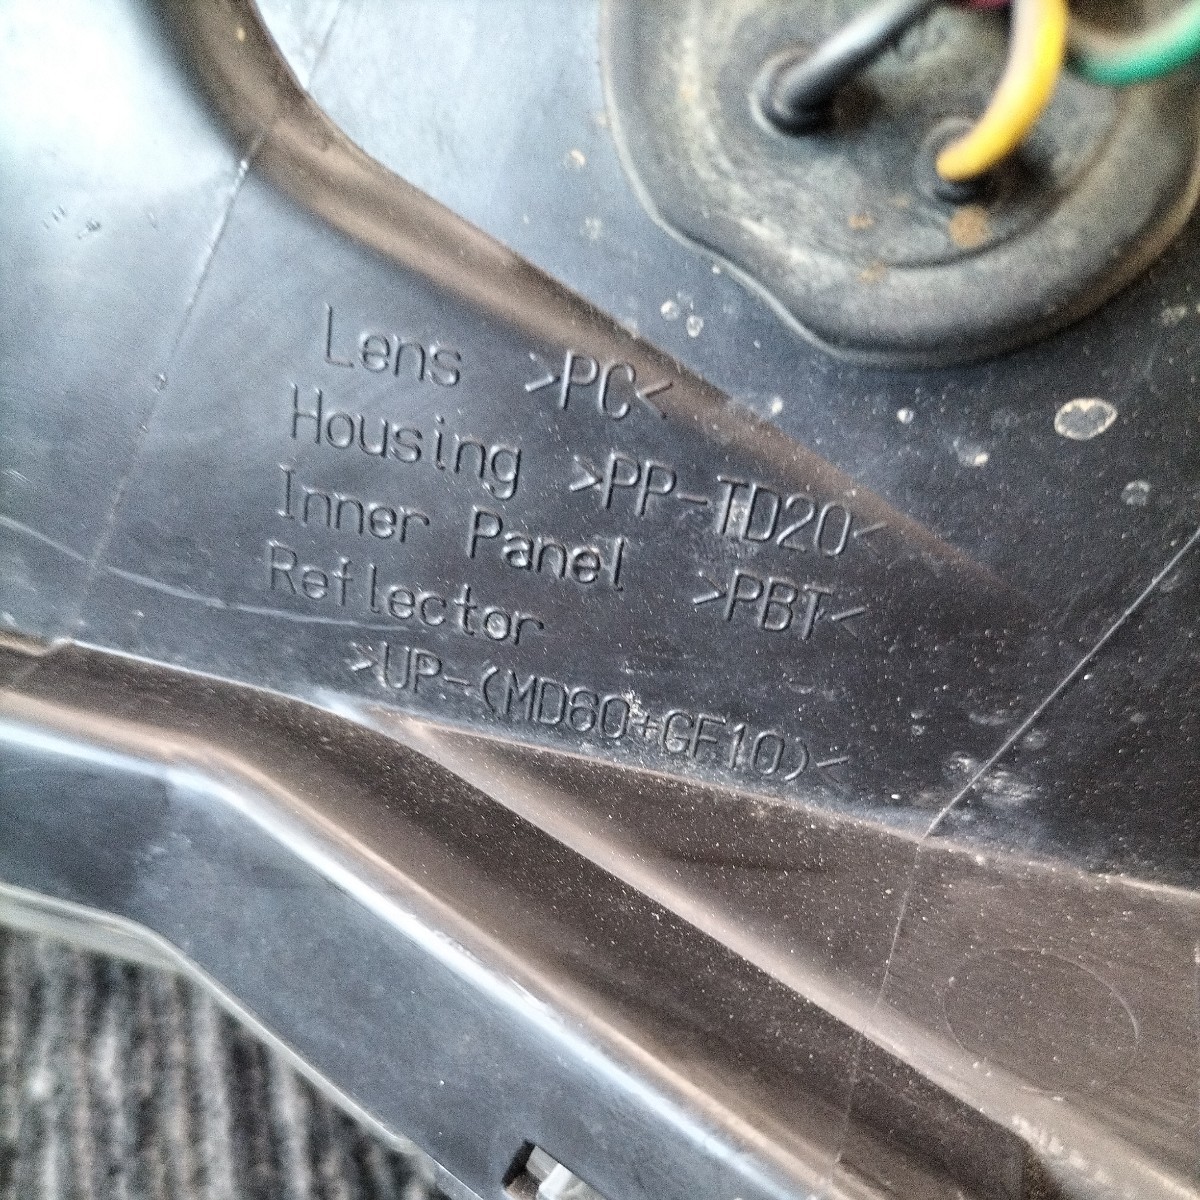 Lens >PC<
Housing >PP-TD20<
Inner Panel >PBT<
Reflector
>UP-(MD60+GF10)<